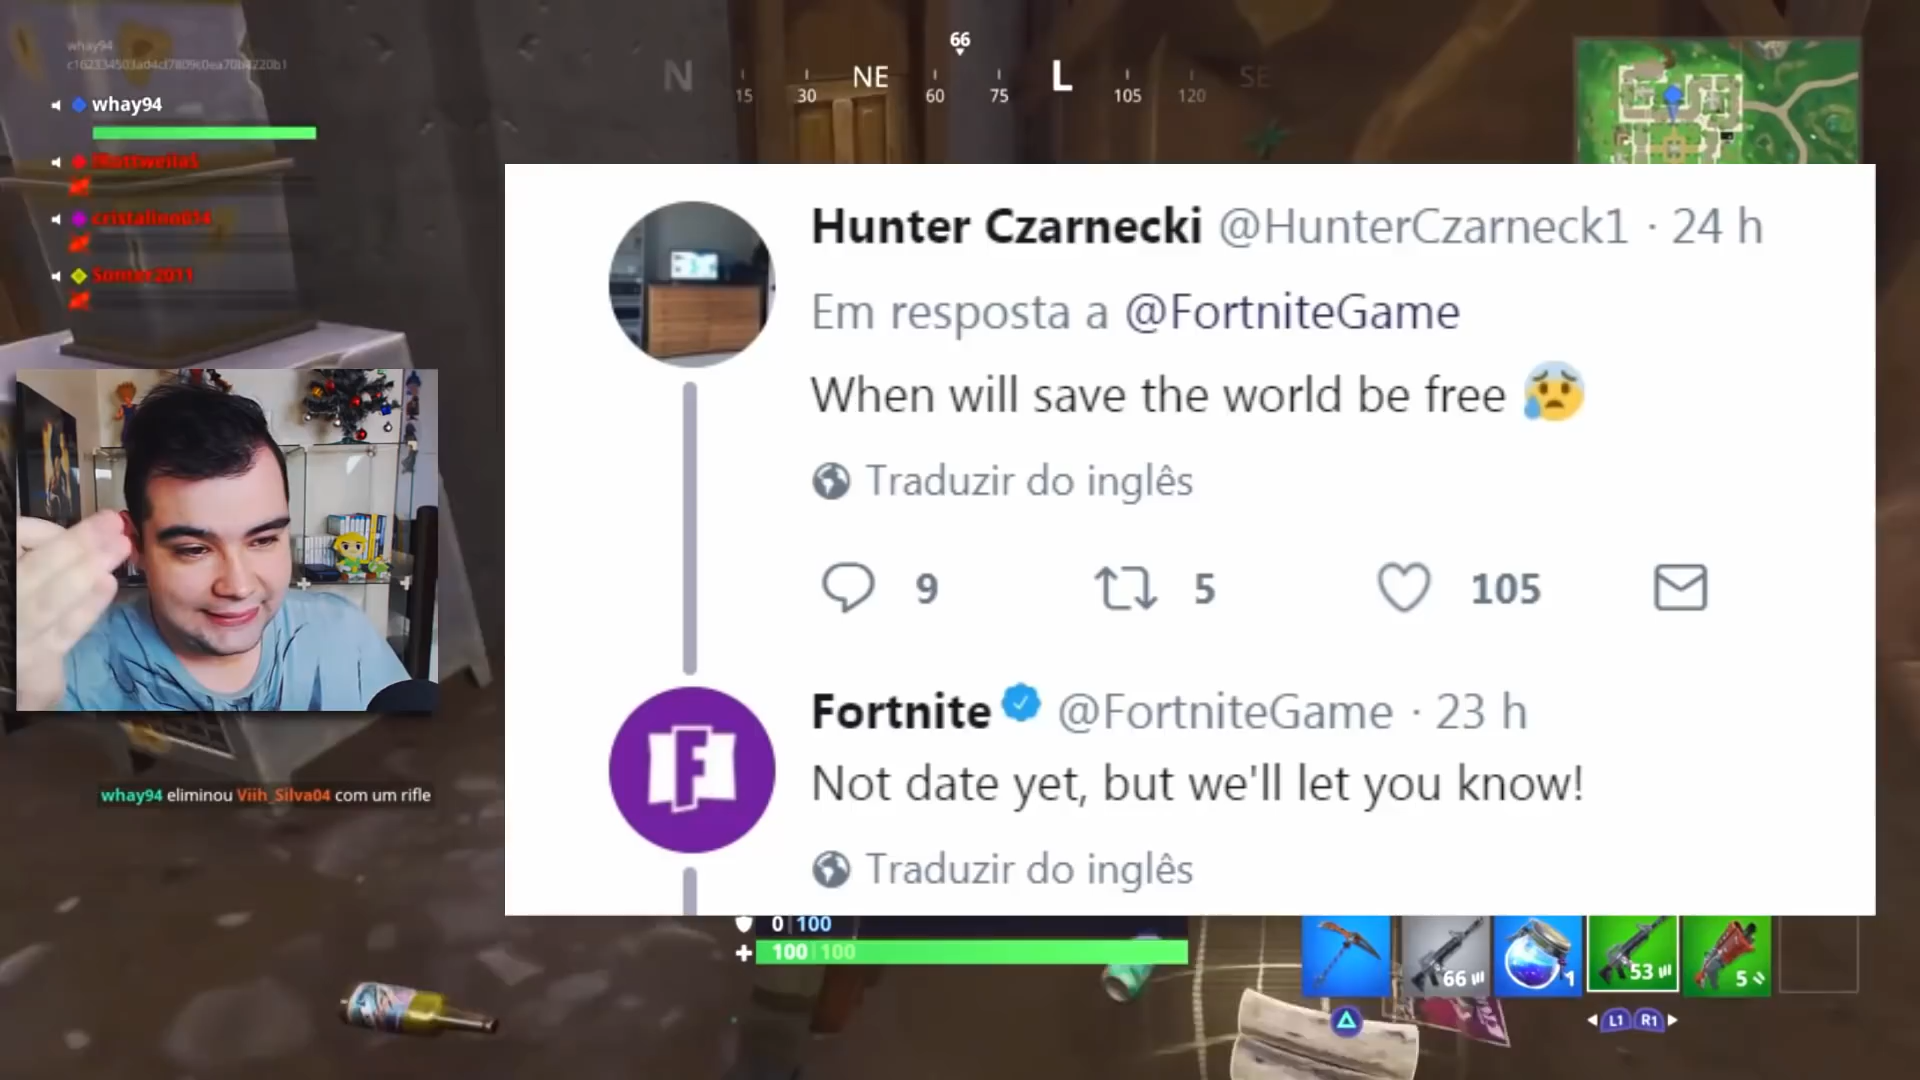 whay94
N 15 30 NE 60 66 75 L 105 120 SE
whay94
cristalino014
whay94 eliminou Viih_Silva04 com um rifle
Hunter Czarnecki @HunterCzarneck1 · 24 h
Em resposta a @FortniteGame
When will save the world be free
Traduzir do inglês
9 5 105
Fortnite @FortniteGame · 23 h
Not date yet, but we'll let you know!
Traduzir do inglês
0 | 100
100 | 100
66 1 53 5
L1 R1